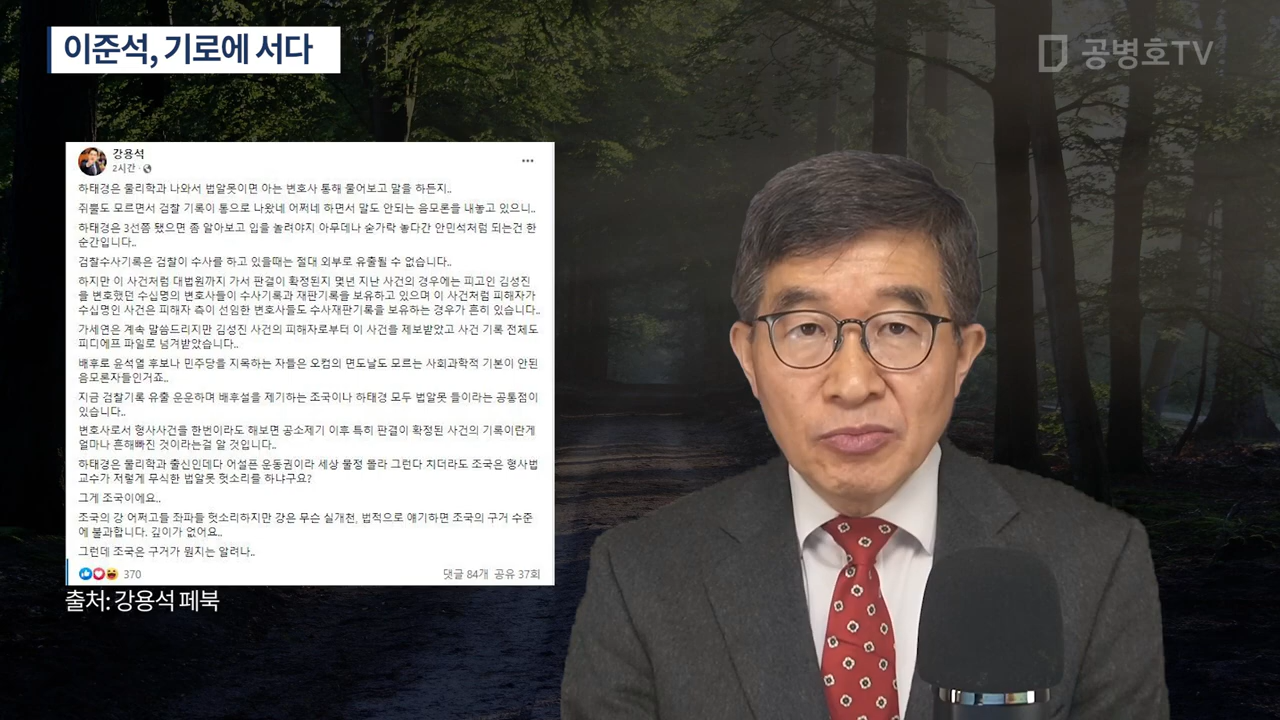 이준석, 기로에 서다
공병호TV
강용석
2시간 ·
하태경은 물리학과 나와서 법알못이면 아는 변호사 통해 물어보고 말을 하든지..
쥐뿔도 모르면서 검찰 기록이 통으로 나왔네 어쩌네 하면서 말도 안되는 음모론을 내놓고 있으니..
하태경은 3선쯤 됐으면 좀 알아보고 입을 놀려야지 아무데나 숟가락 놓다간 안민석처럼 되는건 한
순간입니다..
검찰수사기록은 검찰이 수사를 하고 있을때는 절대 외부로 유출될 수 없습니다..
하지만 이 사건처럼 대법원까지 가서 판결이 확정된지 몇년 지난 사건의 경우에는 피고인 김성진
을 변호했던 수십명의 변호사들이 수사기록과 재판기록을 보유하고 있으며 이 사건처럼 피해자가
수십명인 사건은 피해자 측이 선임한 변호사들도 수사재판기록을 보유하는 경우가 흔히 있습니다..
가세연은 계속 말씀드리지만 김성진 사건의 피해자로부터 이 사건을 제보받았고 사건 기록 전체도
피디에프 파일로 넘겨받았습니다..
배후로 윤석열 후보나 민주당을 지목하는 자들은 오컴의 면도날도 모르는 사회과학적 기본이 안된
음모론자들인거죠..
지금 검찰기록 유출 운운하며 배후설을 제기하는 조국이나 하태경 모두 법알못 들이라는 공통점이
있습니다..
변호사로서 형사사건을 한번이라도 해보면 공소제기 이후 특히 판결이 확정된 사건의 기록이란게
얼마나 흔해빠진 것이라는걸 알 것입니다..
하태경은 물리학과 출신인데다 어설픈 운동권이라 세상 물정 몰라 그런다 치더라도 조국은 형사법
교수가 저렇게 무식한 법알못 헛소리를 하냐구요?
그게 조국이에요..
조국의 강 어쩌고들 좌파들 헛소리하지만 강은 무슨 실개천, 법적으로 얘기하면 조국의 구거 수준
에 불과합니다. 깊이가 없어요..
그런데 조국은 구거가 뭔지는 알려나..
370
댓글 84개 공유 37회
출처: 강용석 페북